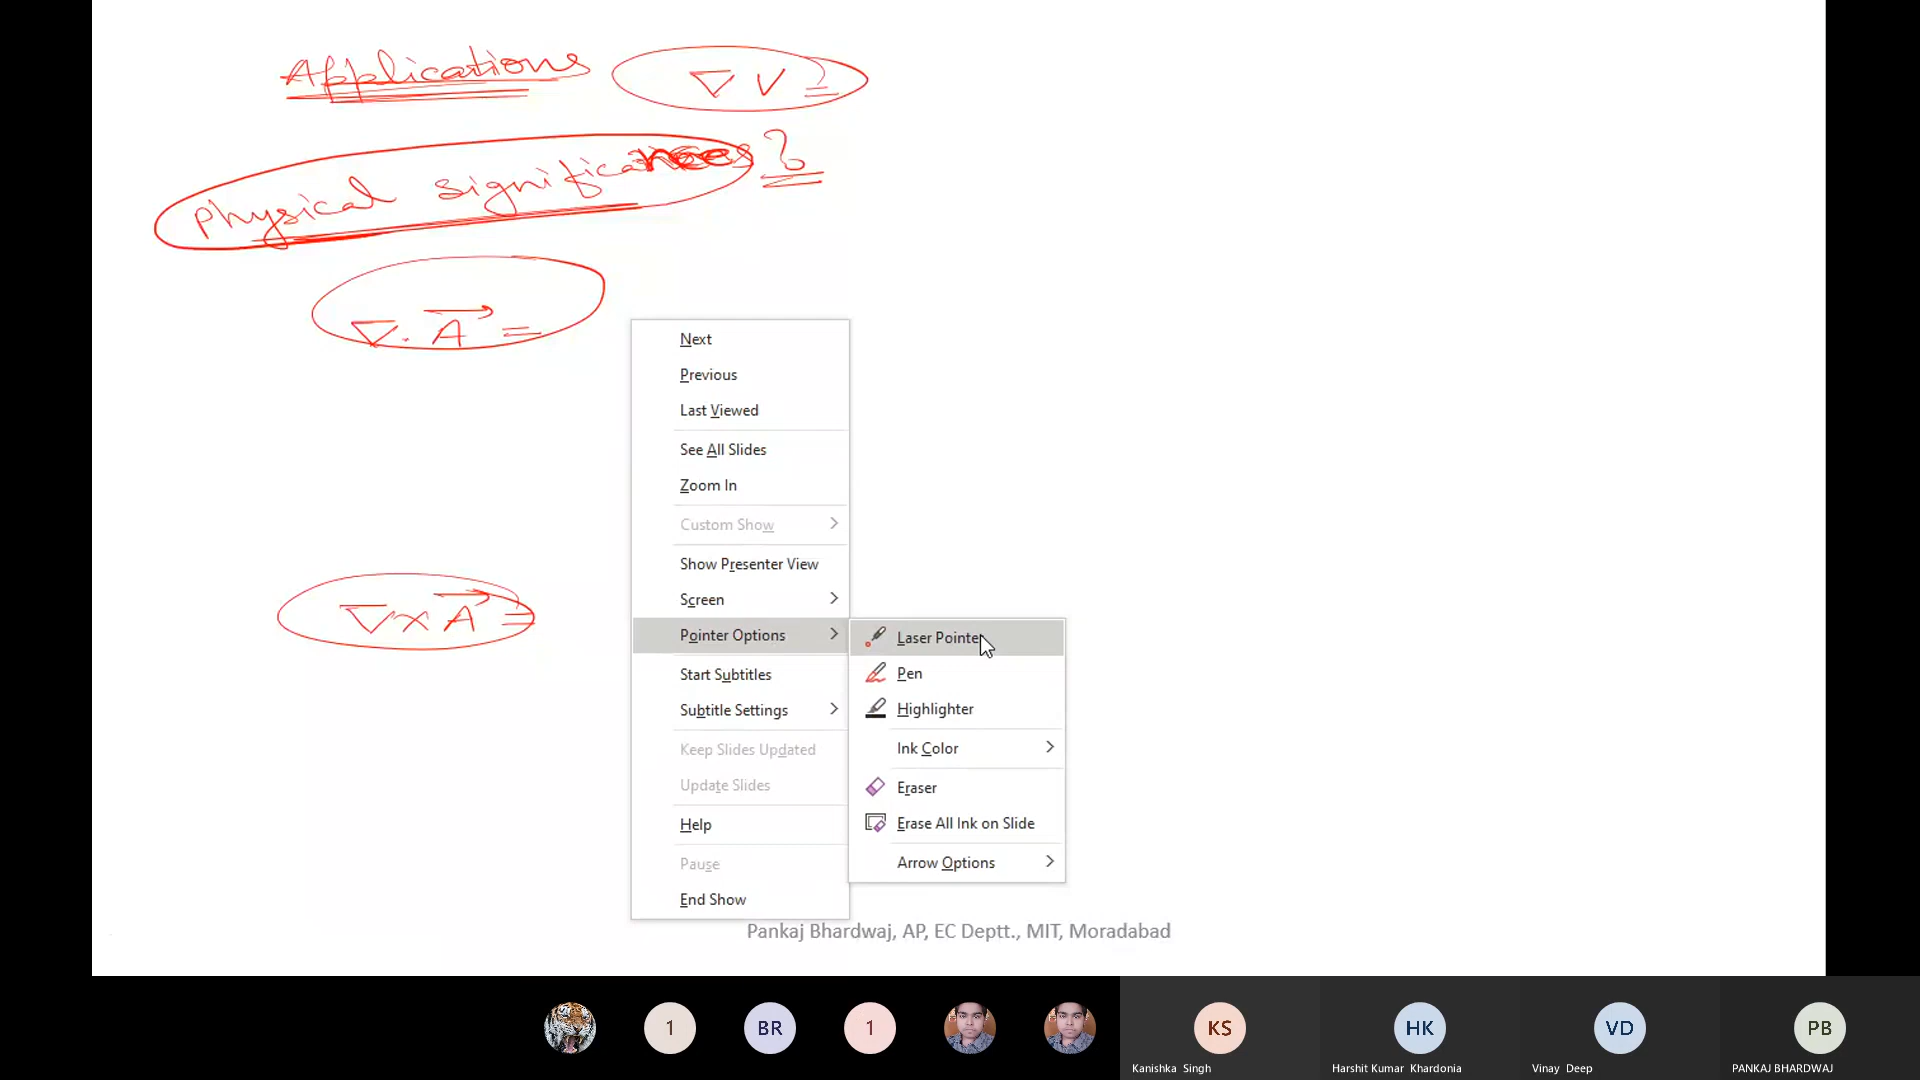 Applications ∇ V =
Physical significances ?
∇ . A⃗ =
∇ × A⃗ =
Next
Previous
Last Viewed
See All Slides
Zoom In
Custom Show
Show Presenter View
Screen
Pointer Options
Start Subtitles
Subtitle Settings
Keep Slides Updated
Update Slides
Help
Pause
End Show
Laser Pointer
Pen
Highlighter
Ink Color
Eraser
Erase All Ink on Slide
Arrow Options
Pankaj Bhardwaj, AP, EC Deptt., MIT, Moradabad
1 BR 1 KS HK VD PB
Kanishka Singh Harshit Kumar Khardonia Vinay Deep PANKAJ BHARDWAJ